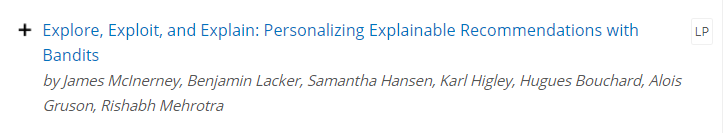 + Explore, Exploit, and Explain: Personalizing Explainable Recommendations with LP
Bandits
by James McInerney, Benjamin Lacker, Samantha Hansen, Karl Higley, Hugues Bouchard, Alois
Gruson, Rishabh Mehrotra